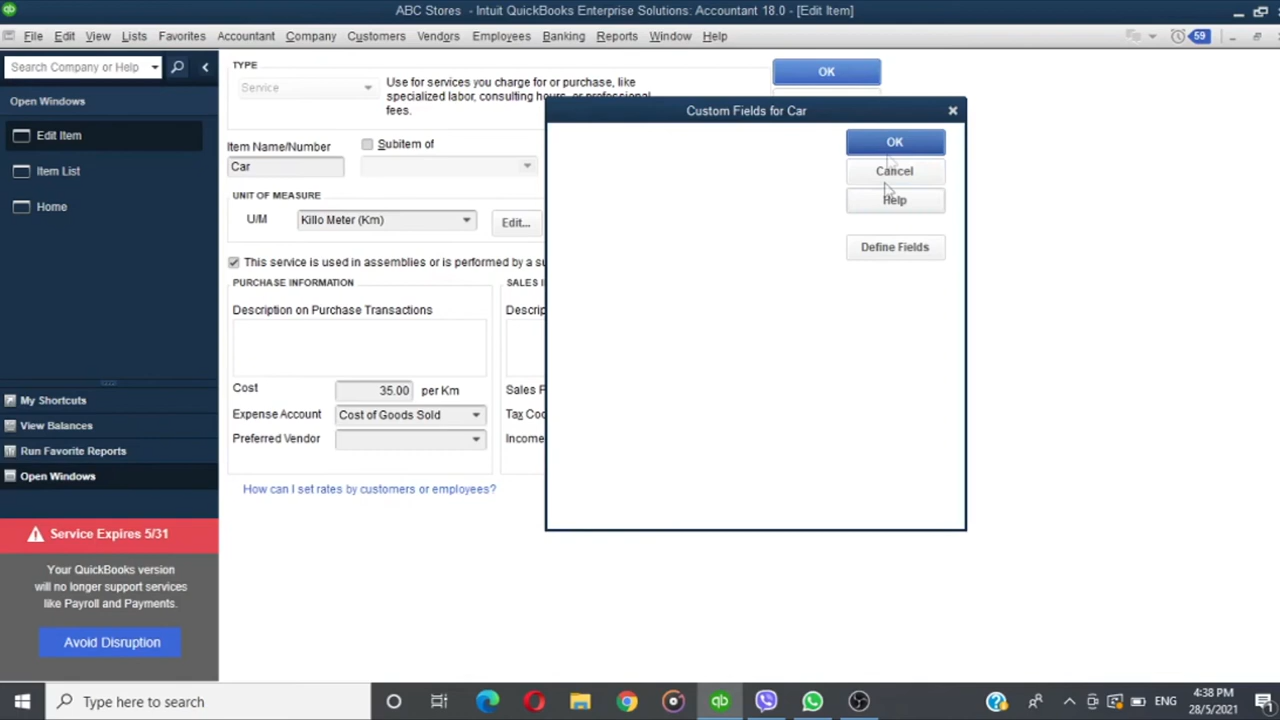 ABC Stores - Intuit QuickBooks Enterprise Solutions: Accountant 18.0 - [Edit Item]
File Edit View Lists Favorites Accountant Company Customers Vendors Employees Banking Reports Window Help
59
Search Company or Help
Open Windows
Edit Item
Item List
Home
My Shortcuts
View Balances
Run Favorite Reports
Open Windows
Service Expires 5/31
Your QuickBooks version
will no longer support services
like Payroll and Payments.
Avoid Disruption
TYPE
Service
Use for services you charge for or purchase, like
specialized labor, consulting hours, or professional
fees.
OK
Item Name/Number
Subitem of
Car
UNIT OF MEASURE
U/M
Killo Meter (Km)
Edit...
This service is used in assemblies or is performed by a
PURCHASE INFORMATION
SALES
Description on Purchase Transactions
Cost
35.00 per Km
Sales
Expense Account
Cost of Goods Sold
Tax
Preferred Vendor
How can I set rates by customers or employees?
Custom Fields for Car
OK
Cancel
Help
Define Fields
Type here to search
qb
ENG
4:38 PM
28/5/2021